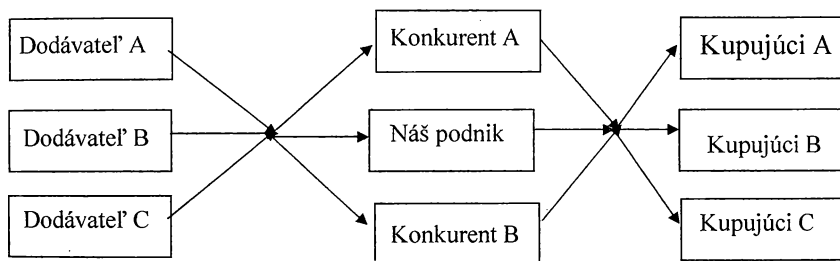 Dodávateľ A
Konkurent A
Kupujúci A
Dodávateľ B
Náš podnik
Kupujúci B
Dodávateľ C
Konkurent B
Kupujúci C